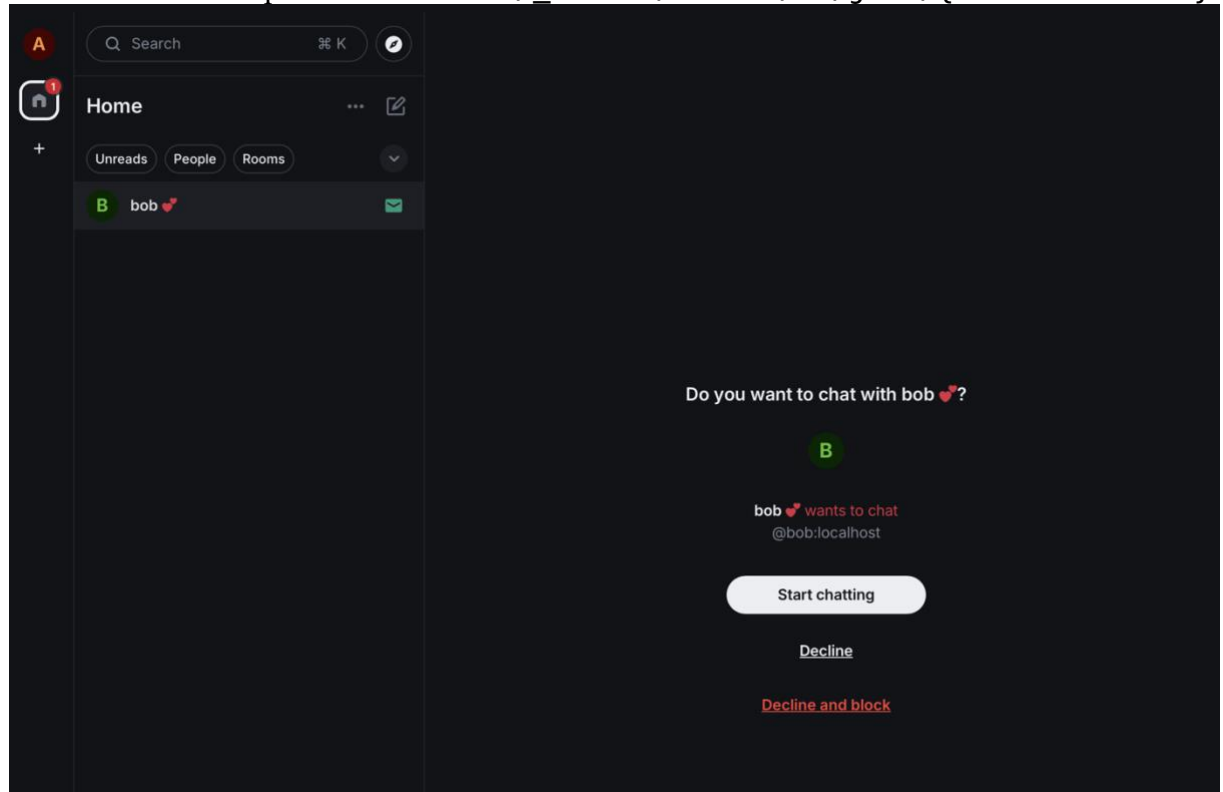 A
Search
⌘ K
1
Home
+
Unreads
People
Rooms
B
bob 💕
Do you want to chat with bob 💕?
B
bob 💕 wants to chat
@bob:localhost
Start chatting
Decline
Decline and block